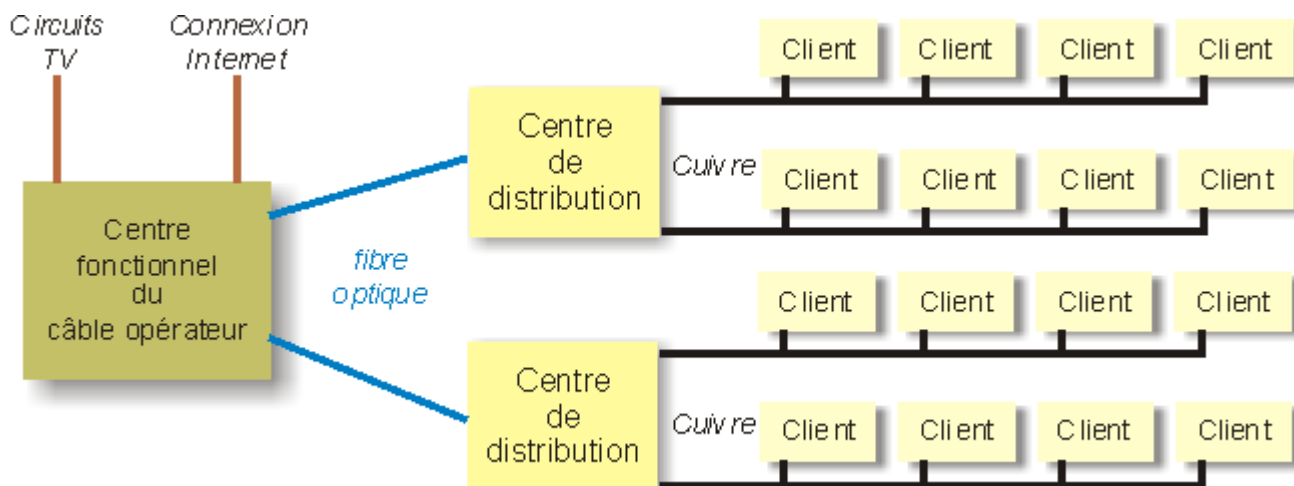 Circuits
TV
Connexion
Internet
Client Client Client Client
Centre
de
distribution
Cuivre
Client Client Client Client
Centre
fonctionnel
du
câble opérateur
fibre
optique
Client Client Client Client
Centre
de
distribution
Cuivre
Client Client Client Client